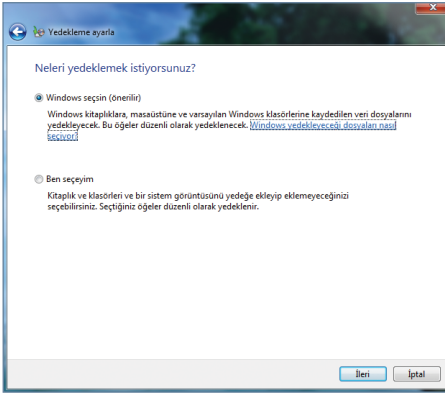 Yedekleme ayarla
Neleri yedeklemek istiyorsunuz?
Windows seçsin (önerilir)
Windows kitaplıklara, masaüstüne ve varsayılan Windows klasörlerine kaydedilen veri dosyalarını
yedekleyecek. Bu öğeler düzenli olarak yedeklenecek. Windows yedekleyeceği dosyaları nasıl
seçiyor?
Ben seçeyim
Kitaplık ve klasörleri ve bir sistem görüntüsünü yedeğe ekleyip eklemeyeceğinizi
seçebilirsiniz. Seçtiğiniz öğeler düzenli olarak yedeklenir.
İleri
İptal